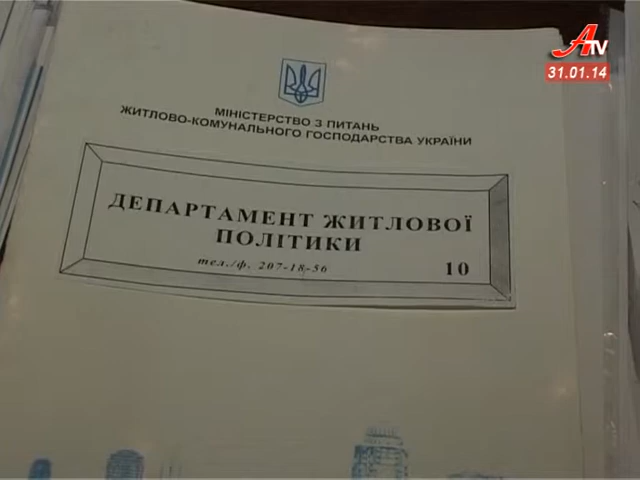 ATV
31.01.14
МІНІСТЕРСТВО З ПИТАНЬ
ЖИТЛОВО-КОМУНАЛЬНОГО ГОСПОДАРСТВА УКРАЇНИ
ДЕПАРТАМЕНТ ЖИТЛОВОЇ
ПОЛІТИКИ
тел./ф. 207-18-56
10